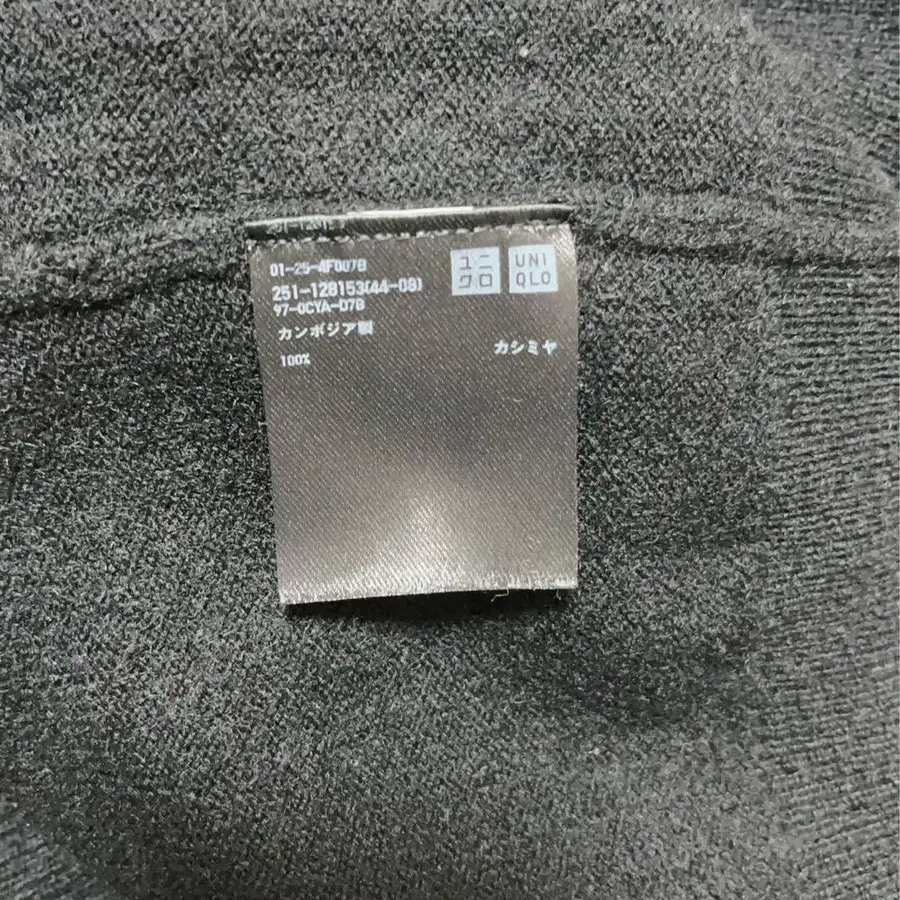 01-25-4F007B
251-128153(44-08)
97-0CYA-D7B
カンボジア製
100% カシミヤ
ユニ
クロ
UNI
QLO